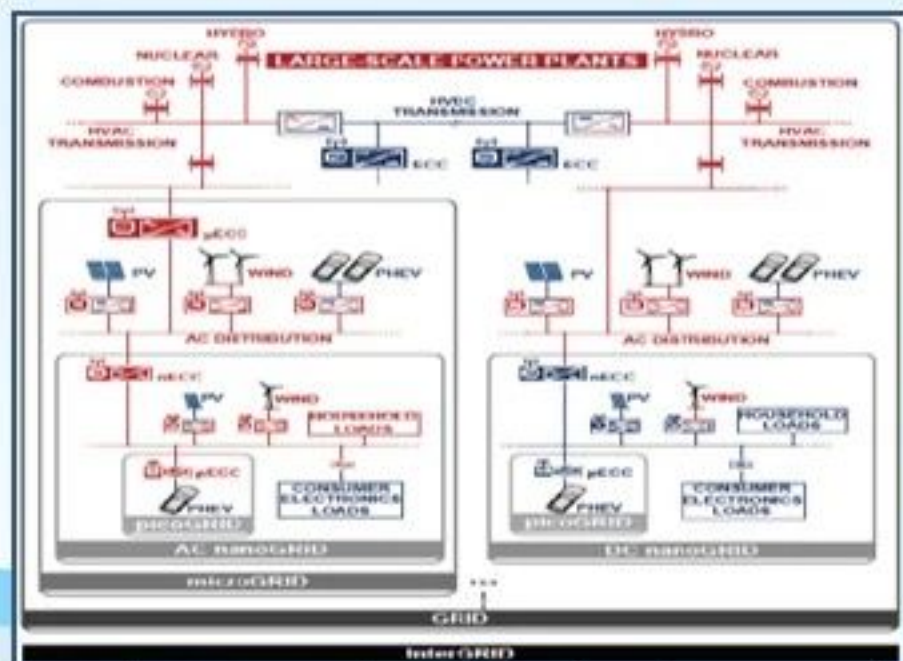 HYDRO
HYDRO
NUCLEAR
LARGE-SCALE POWER PLANTS
NUCLEAR
COMBUSTION
COMBUSTION
HVDC
TRANSMISSION
HVAC
TRANSMISSION
HVAC
TRANSMISSION
ECC
ECC
µECC
PV
WIND
PHEV
PV
WIND
PHEV
AC DISTRIBUTION
AC DISTRIBUTION
nECC
nECC
PV
WIND
HOUSEHOLD
LOADS
PV
WIND
HOUSEHOLD
LOADS
pECC
PHEV
CONSUMER
ELECTRONICS
LOADS
pECC
PHEV
CONSUMER
ELECTRONICS
LOADS
picoGRID
picoGRID
AC nanoGRID
DC nanoGRID
microGRID
GRID
InterGRID